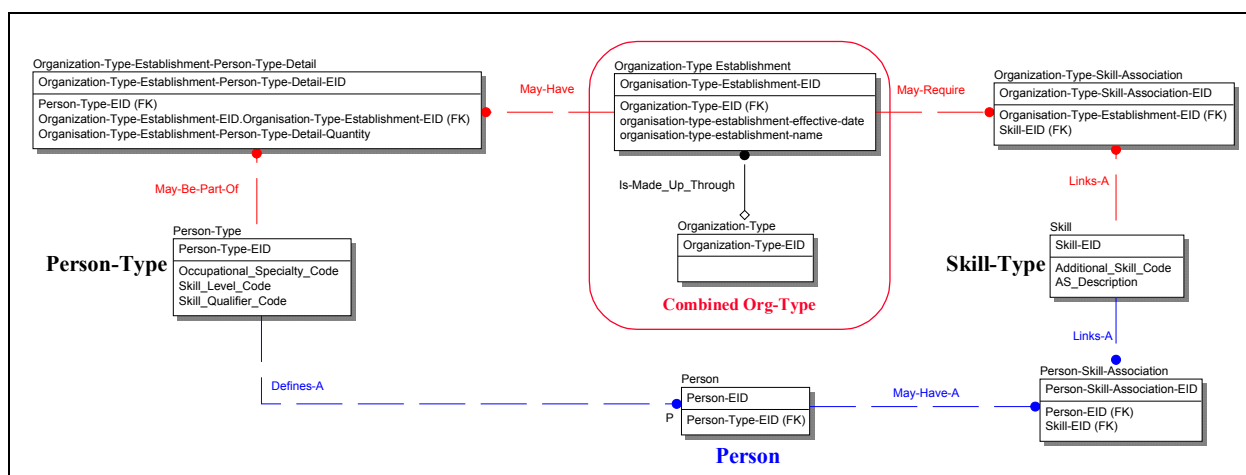 Organization-Type-Establishment-Person-Type-Detail
Organization-Type-Establishment-Person-Type-Detail-EID
Person-Type-EID (FK)
Organization-Type-Establishment-EID.Organisation-Type-Establishment-EID (FK)
Organisation-Type-Establishment-Person-Type-Detail-Quantity
May-Have
Organization-Type Establishment
Organisation-Type-Establishment-EID
Organization-Type-EID (FK)
organisation-type-establishment-effective-date
organisation-type-establishment-name
May-Require
Organization-Type-Skill-Association
Organization-Type-Skill-Association-EID
Organisation-Type-Establishment-EID (FK)
Skill-EID (FK)
May-Be-Part-Of
Is-Made_Up_Through
Links-A
Person-Type
Person-Type
Person-Type-EID
Occupational_Specialty_Code
Skill_Level_Code
Skill_Qualifier_Code
Organization-Type
Organization-Type-EID
Combined Org-Type
Skill-Type
Skill
Skill-EID
Additional_Skill_Code
AS_Description
Links-A
Defines-A
P
Person
Person-EID
Person-Type-EID (FK)
Person
May-Have-A
Person-Skill-Association
Person-Skill-Association-EID
Person-EID (FK)
Skill-EID (FK)